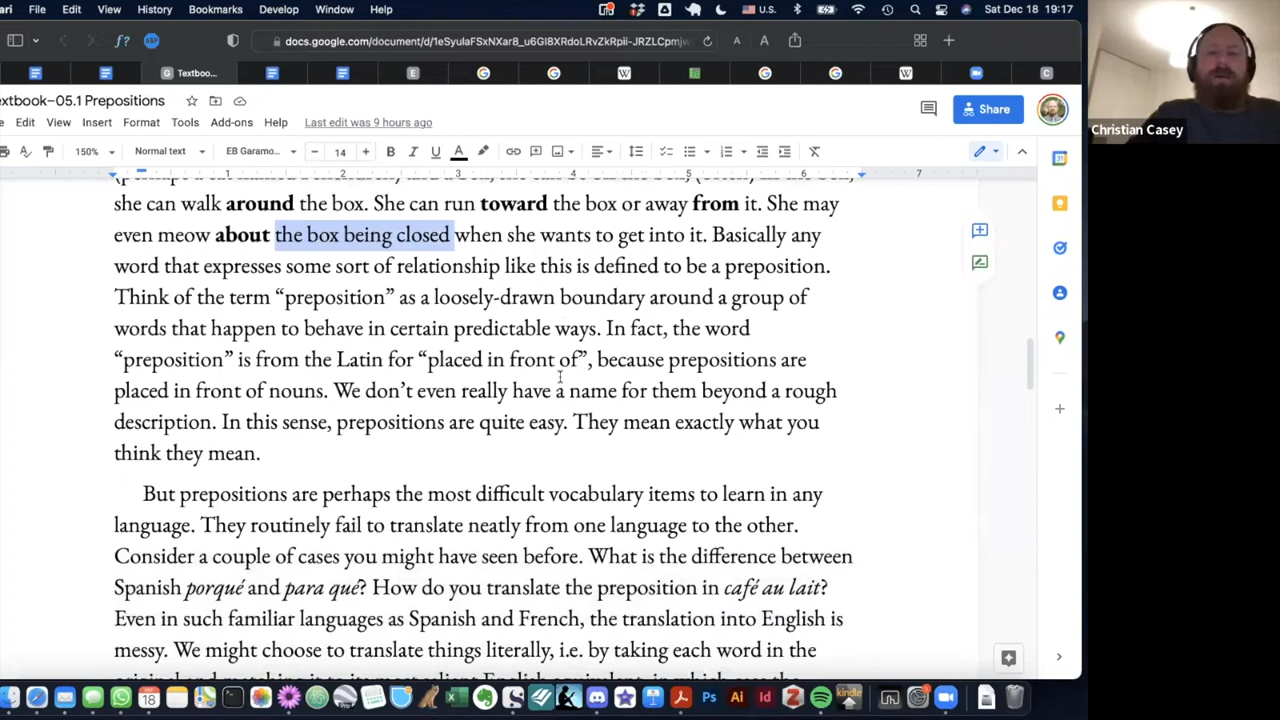 ari File Edit View History Bookmarks Develop Window Help U.S. Sat Dec 18 19:17
ABP docs.google.com/document/d/1eSyulaFSxNXar8_u6GI8XRdoLRvZkRpii-JRZLCpmjw A A
Textboo...
extbook–05.1 Prepositions
Share
Christian Casey
Edit View Insert Format Tools Add-ons Help Last edit was 9 hours ago
150% Normal text EB Garamo... 14 B I U A
she can walk around the box. She can run toward the box or away from it. She may
even meow about the box being closed when she wants to get into it. Basically any
word that expresses some sort of relationship like this is defined to be a preposition.
Think of the term “preposition” as a loosely-drawn boundary around a group of
words that happen to behave in certain predictable ways. In fact, the word
“preposition” is from the Latin for “placed in front of”, because prepositions are
placed in front of nouns. We don’t even really have a name for them beyond a rough
description. In this sense, prepositions are quite easy. They mean exactly what you
think they mean.
But prepositions are perhaps the most difficult vocabulary items to learn in any
language. They routinely fail to translate neatly from one language to the other.
Consider a couple of cases you might have seen before. What is the difference between
Spanish porqué and para qué? How do you translate the preposition in café au lait?
Even in such familiar languages as Spanish and French, the translation into English is
messy. We might choose to translate things literally, i.e. by taking each word in the
7
Ps Ai Id Z kindle